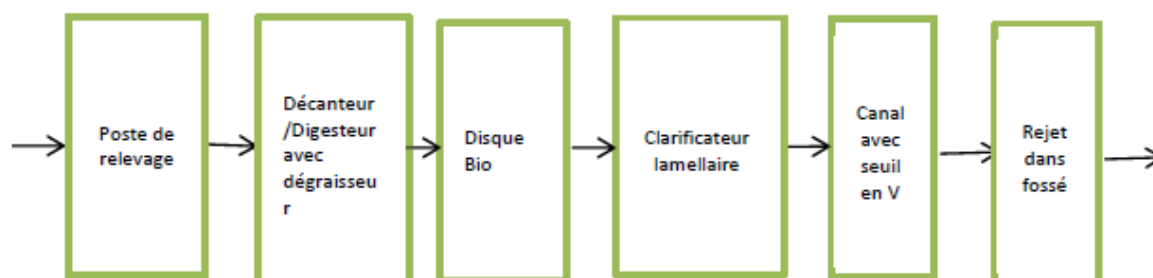 Poste de
relevage
Décanteur
/Digesteur
avec
dégraisseu
r
Disque
Bio
Clarificateur
lamellaire
Canal
avec
seuil
en V
Rejet
dans
fossé